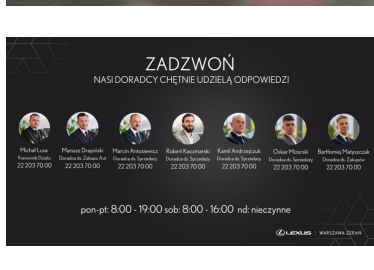 ZADZWOŃ
NASI DORADCY CHĘTNIE UDZIELĄ ODPOWIEDZI
Michał Lusa Mariusz Drapiński Marcin Antosiewicz Robert Kaczmarski Kamil Andrzejczuk Oskar Mizerski Bartłomiej Matyszczak
Kierownik Działu Doradca ds. Zakupu Aut Doradca ds. Sprzedaży Doradca ds. Sprzedaży Doradca ds. Sprzedaży Doradca ds. Sprzedaży Doradca ds. Zakupów
22 203 70 00 22 203 70 00 22 203 70 00 22 203 70 00 22 203 70 00 22 203 70 00 22 203 70 00
pon-pt: 8:00 - 19:00 sob: 8:00 - 16:00 nd: nieczynne
LEXUS WARSZAWA-ŻERAŃ